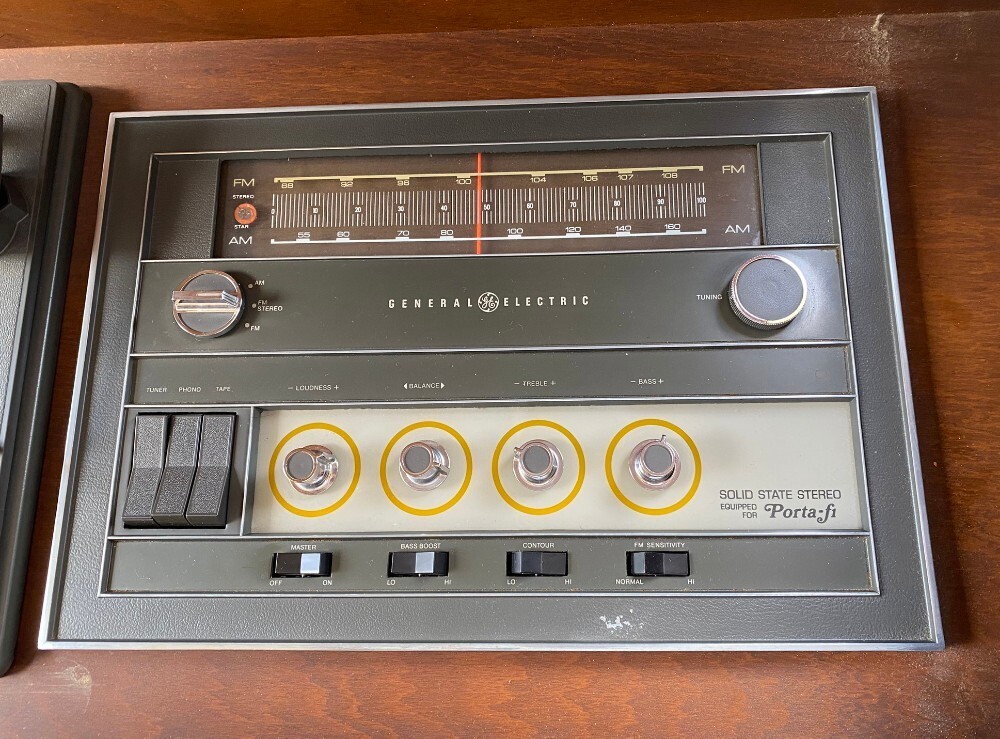 FM 88 92 96 100 104 106 107 108 FM
STEREO
0 10 20 30 40 60 70 80 90 100
STAR
AM 55 60 70 80 100 120 140 160 AM
AM
FM STEREO
FM
GENERAL GE ELECTRIC
TUNING
TUNER PHONO TAPE
− LOUDNESS +
◀BALANCE▶
− TREBLE +
− BASS +
SOLID STATE STEREO
EQUIPPED FOR Porta-fi
MASTER
OFF ON
BASS BOOST
LO HI
CONTOUR
LO HI
FM SENSITIVITY
NORMAL HI